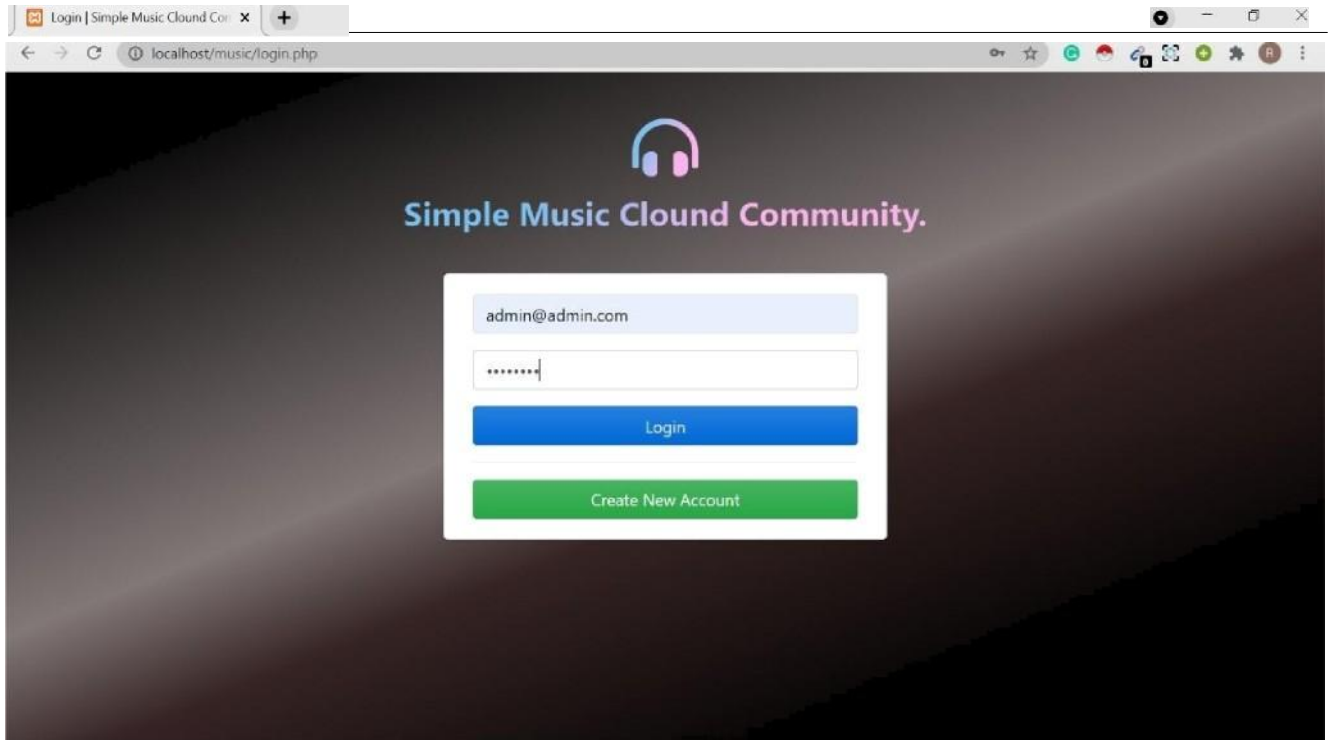 Login | Simple Music Clound Con
localhost/music/login.php
Simple Music Clound Community.
admin@admin.com
••••••••
Login
Create New Account